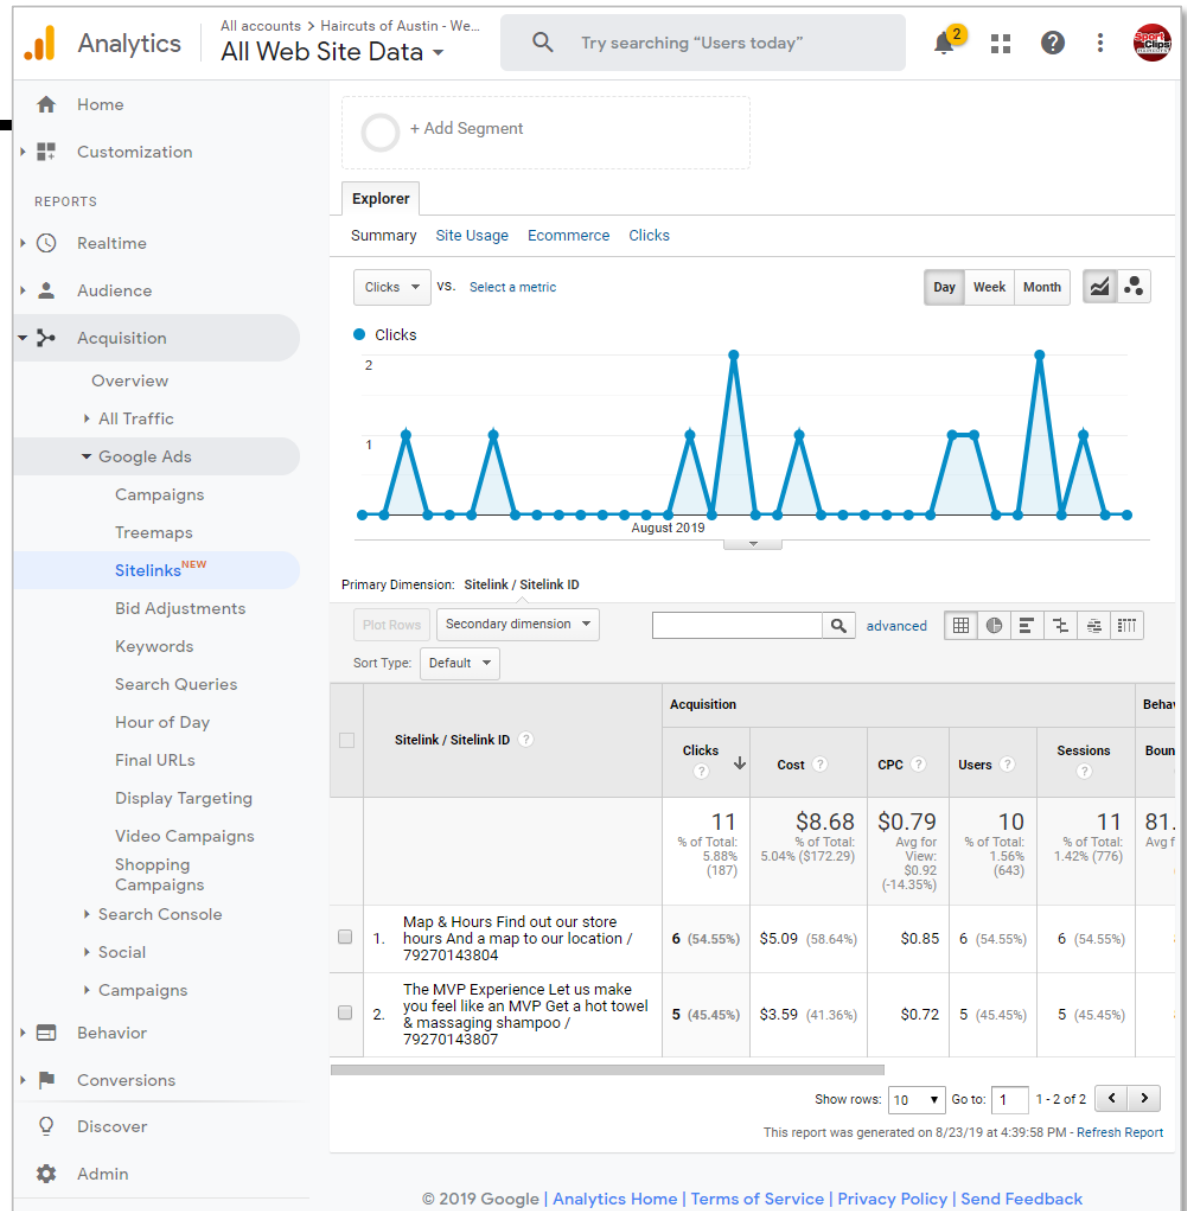 Analytics
All accounts > Haircuts of Austin - We...
All Web Site Data
Try searching “Users today”
2
Sport Clips
Home
Customization
REPORTS
Realtime
Audience
Acquisition
Overview
All Traffic
Google Ads
Campaigns
Treemaps
Sitelinks NEW
Bid Adjustments
Keywords
Search Queries
Hour of Day
Final URLs
Display Targeting
Video Campaigns
Shopping
Campaigns
Search Console
Social
Campaigns
Behavior
Conversions
Discover
Admin
+ Add Segment
Explorer
Summary Site Usage Ecommerce Clicks
Clicks VS. Select a metric
Day Week Month
Clicks
2
1
August 2019
Primary Dimension: Sitelink / Sitelink ID
Plot Rows Secondary dimension advanced
Sort Type: Default
Sitelink / Sitelink ID ?
Acquisition
Behav
Clicks ? Cost ? CPC ? Users ? Sessions ? Boun
11
% of Total:
5.88%
(187)
$8.68
% of Total:
5.04% ($172.29)
$0.79
Avg for
View:
$0.92
(-14.35%)
10
% of Total:
1.56%
(643)
11
% of Total:
1.42% (776)
81.
Avg f
1. Map & Hours Find out our store
hours And a map to our location /
79270143804
6 (54.55%) $5.09 (58.64%) $0.85 6 (54.55%) 6 (54.55%)
2. The MVP Experience Let us make
you feel like an MVP Get a hot towel
& massaging shampoo /
79270143807
5 (45.45%) $3.59 (41.36%) $0.72 5 (45.45%) 5 (45.45%)
Show rows: 10 Go to: 1 1 - 2 of 2
This report was generated on 8/23/19 at 4:39:58 PM - Refresh Report
© 2019 Google | Analytics Home | Terms of Service | Privacy Policy | Send Feedback